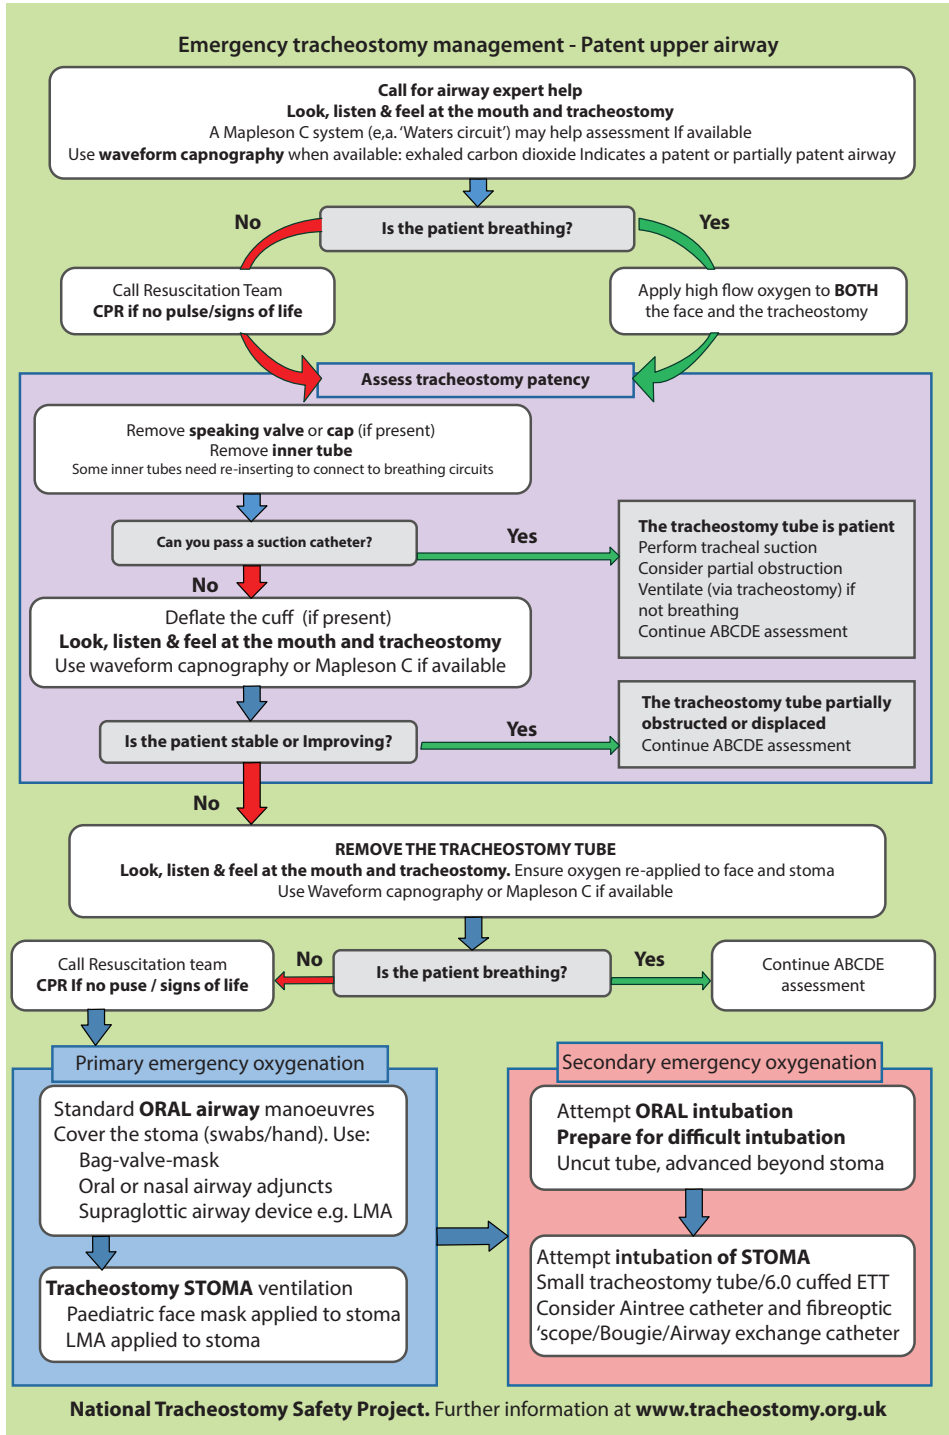 Emergency tracheostomy management - Patent upper airway
Call for airway expert help
Look, listen & feel at the mouth and tracheostomy
A Mapleson C system (e,a. ‘Waters circuit’) may help assessment If available
Use waveform capnography when available: exhaled carbon dioxide Indicates a patent or partially patent airway
No
Is the patient breathing?
Yes
Call Resuscitation Team
CPR if no pulse/signs of life
Apply high flow oxygen to BOTH
the face and the tracheostomy
Assess tracheostomy patency
Remove speaking valve or cap (if present)
Remove inner tube
Some inner tubes need re-inserting to connect to breathing circuits
Can you pass a suction catheter?
Yes
The tracheostomy tube is patient
Perform tracheal suction
Consider partial obstruction
Ventilate (via tracheostomy) if
not breathing
Continue ABCDE assessment
No
Deflate the cuff (if present)
Look, listen & feel at the mouth and tracheostomy
Use waveform capnography or Mapleson C if available
Is the patient stable or Improving?
Yes
The tracheostomy tube partially
obstructed or displaced
Continue ABCDE assessment
No
REMOVE THE TRACHEOSTOMY TUBE
Look, listen & feel at the mouth and tracheostomy. Ensure oxygen re-applied to face and stoma
Use Waveform capnography or Mapleson C if available
Call Resuscitation team
CPR If no puse / signs of life
No
Is the patient breathing?
Yes
Continue ABCDE
assessment
Primary emergency oxygenation
Standard ORAL airway manoeuvres
Cover the stoma (swabs/hand). Use:
Bag-valve-mask
Oral or nasal airway adjuncts
Supraglottic airway device e.g. LMA
Tracheostomy STOMA ventilation
Paediatric face mask applied to stoma
LMA applied to stoma
Secondary emergency oxygenation
Attempt ORAL intubation
Prepare for difficult intubation
Uncut tube, advanced beyond stoma
Attempt intubation of STOMA
Small tracheostomy tube/6.0 cuffed ETT
Consider Aintree catheter and fibreoptic
‘scope/Bougie/Airway exchange catheter
National Tracheostomy Safety Project. Further information at www.tracheostomy.org.uk